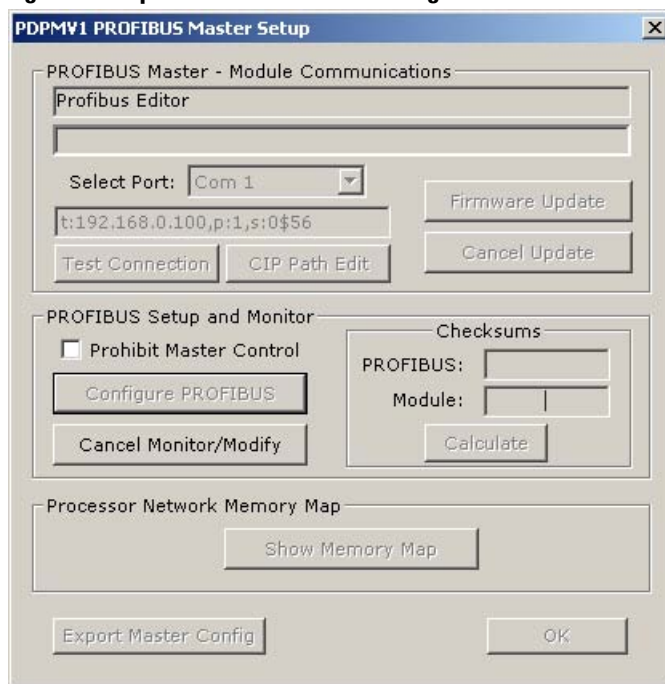 PDPMV1 PROFIBUS Master Setup
PROFIBUS Master - Module Communications
Profibus Editor
Select Port: Com 1
Firmware Update
t:192.168.0.100,p:1,s:0$56
Test Connection
CIP Path Edit
Cancel Update
PROFIBUS Setup and Monitor
Checksums
Prohibit Master Control
PROFIBUS:
Configure PROFIBUS
Module:
Cancel Monitor/Modify
Calculate
Processor Network Memory Map
Show Memory Map
Export Master Config
OK